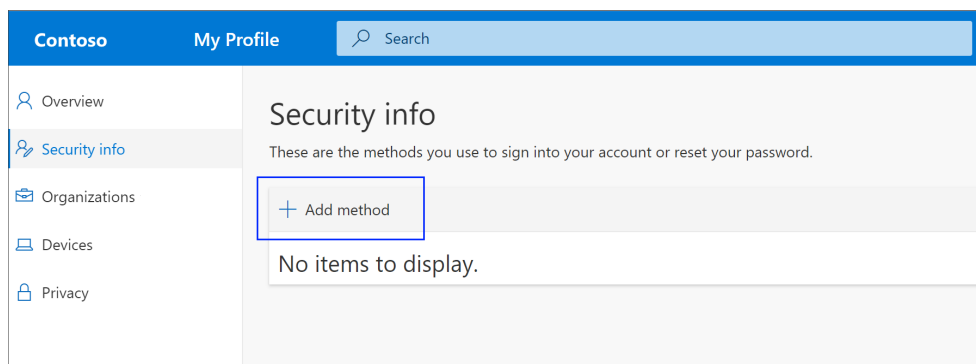 Contoso
My Profile
Search
Overview
Security info
Organizations
Devices
Privacy
Security info
These are the methods you use to sign into your account or reset your password.
Add method
No items to display.